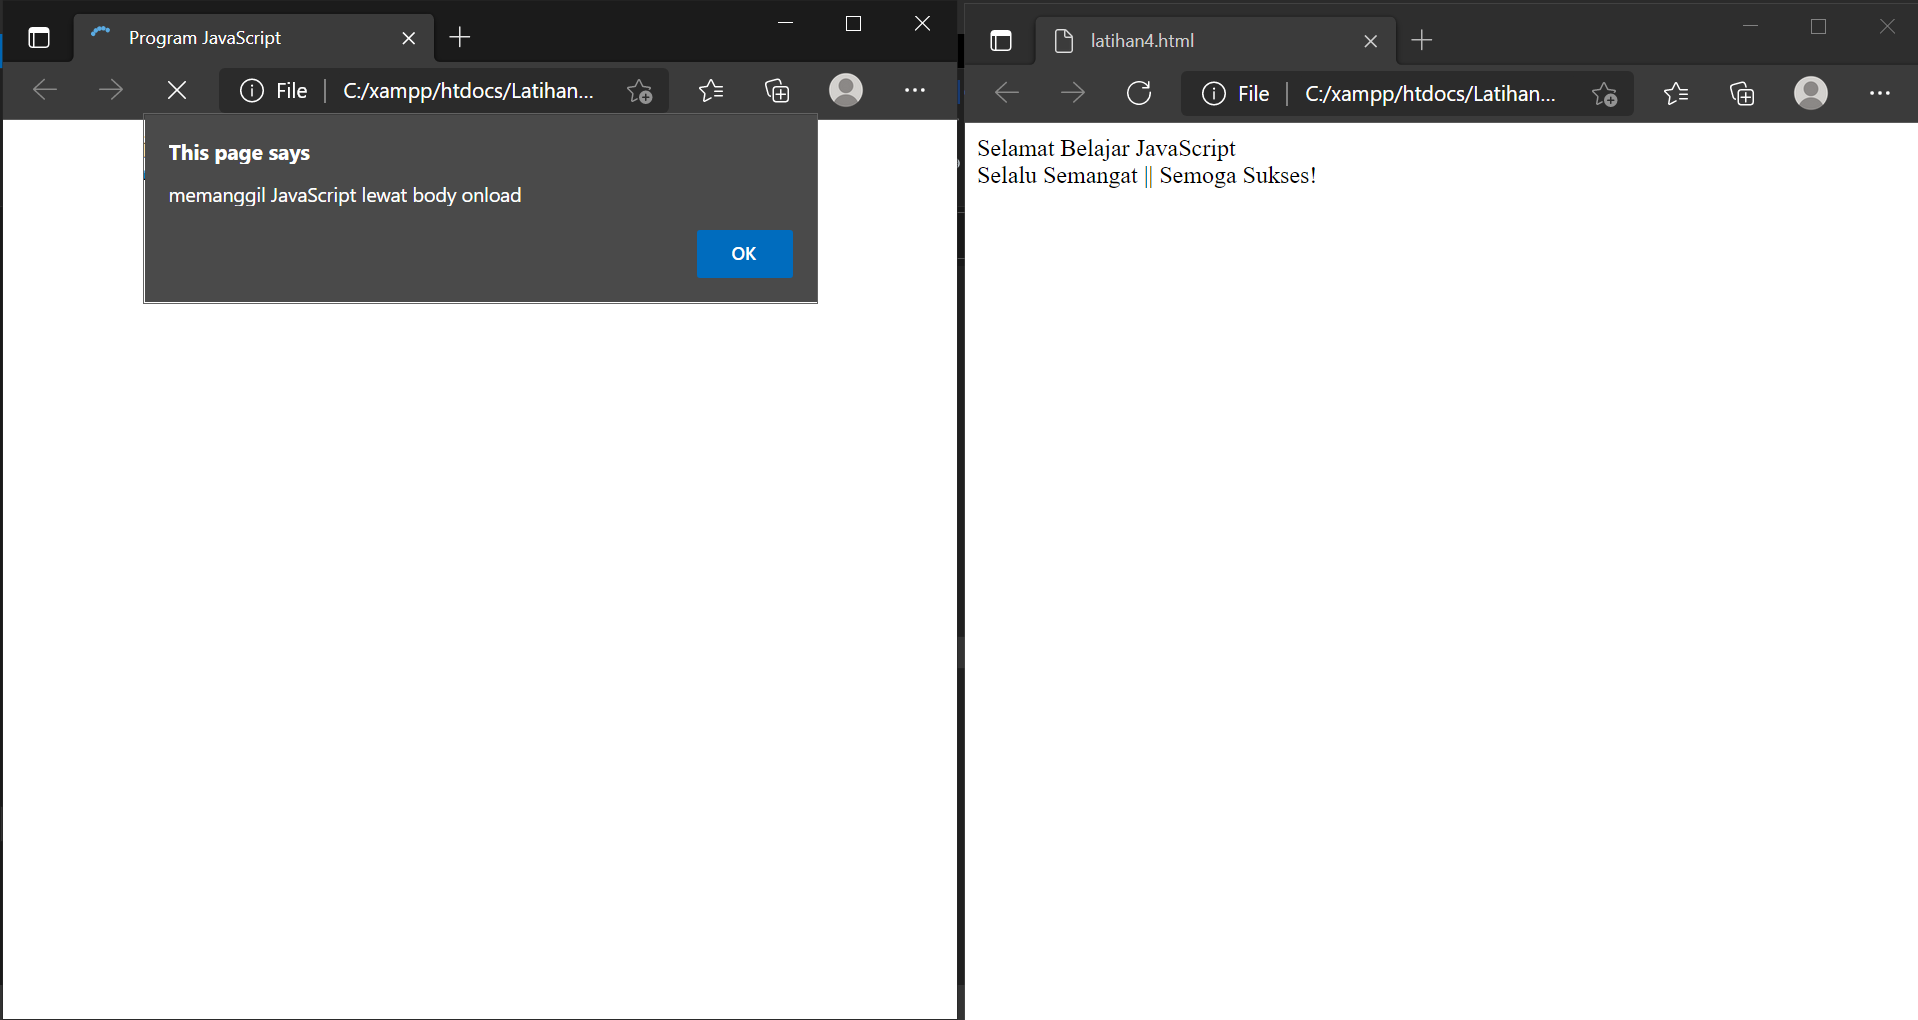 Program JavaScript
File | C:/xampp/htdocs/Latihan...
This page says
memanggil JavaScript lewat body onload
OK
latihan4.html
File | C:/xampp/htdocs/Latihan...
Selamat Belajar JavaScript
Selalu Semangat || Semoga Sukses!